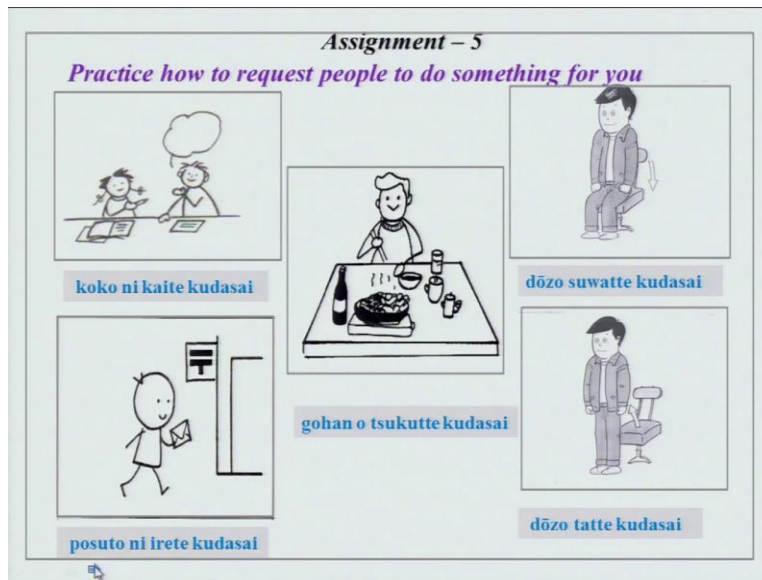 Assignment – 5
Practice how to request people to do something for you
koko ni kaite kudasai
dōzo suwatte kudasai
gohan o tsukutte kudasai
posuto ni irete kudasai
dōzo tatte kudasai